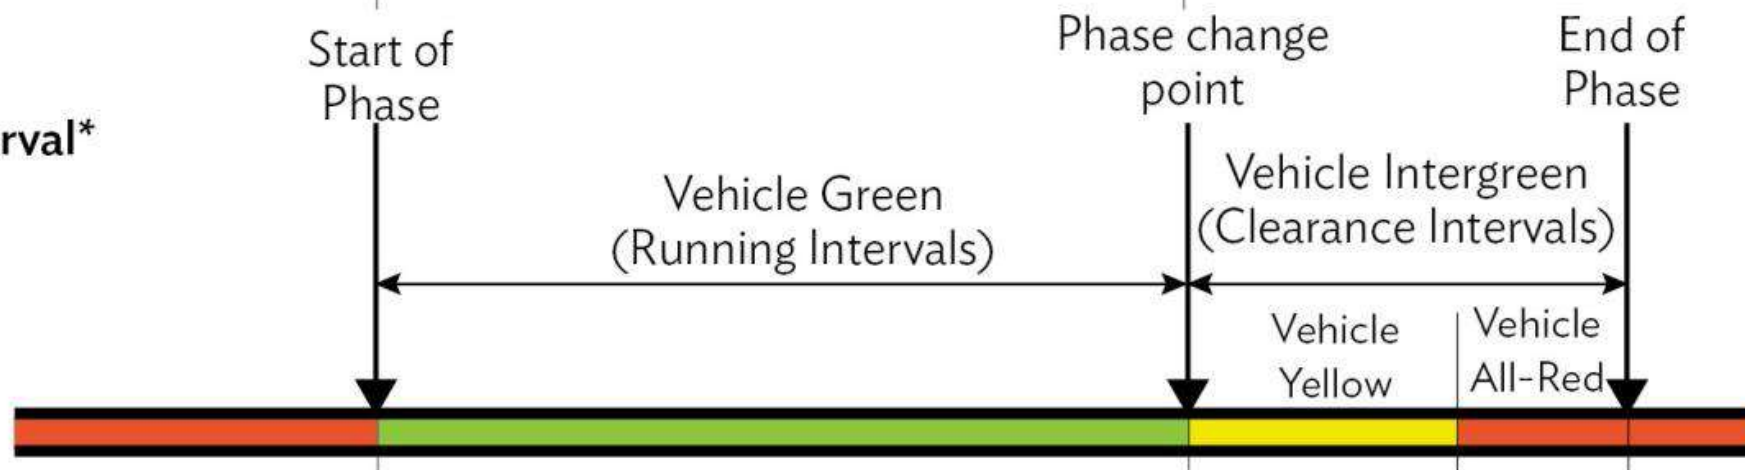 Start of
Phase
Phase change
point
End of
Phase
rval*
Vehicle Green
(Running Intervals)
Vehicle Intergreen
(Clearance Intervals)
Vehicle
Yellow
Vehicle
All-Red